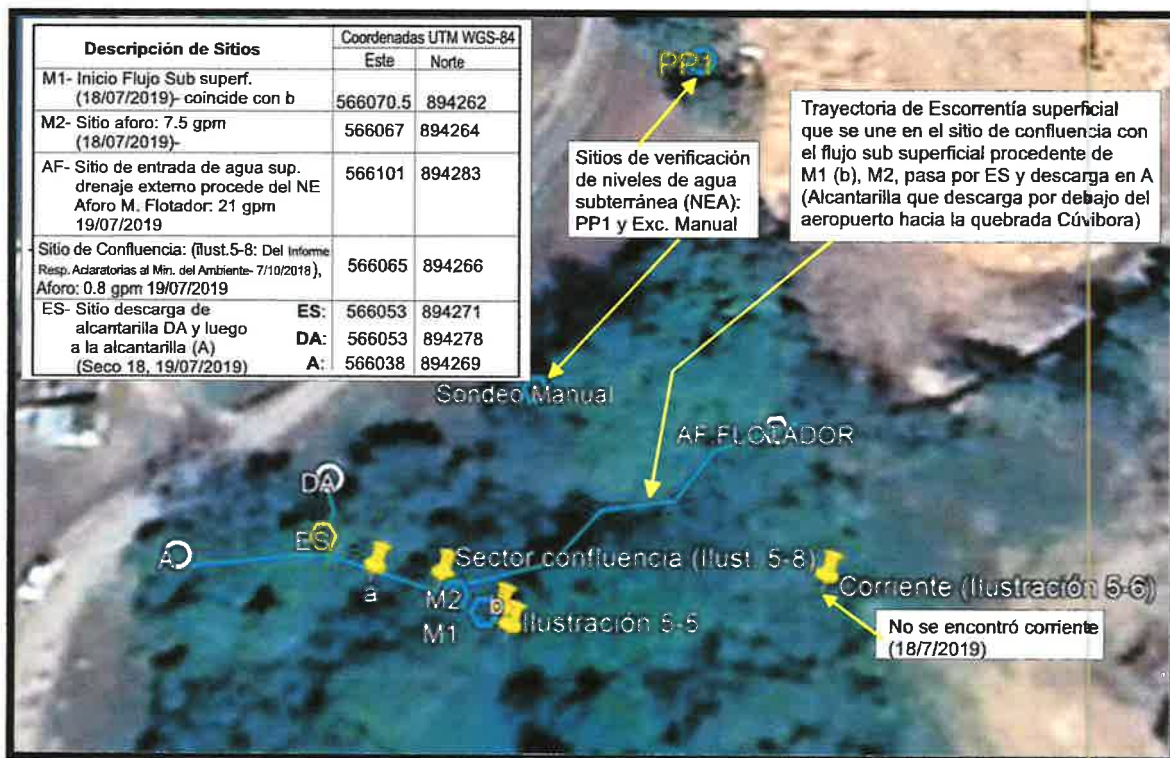 Descripción de Sitios
Coordenadas UTM WGS-84
Este Norte
M1- Inicio Flujo Sub superf.
(18/07/2019)- coincide con b
566070.5 894262
M2- Sitio aforo: 7.5 gpm
(18/07/2019)-
566067 894264
AF- Sitio de entrada de agua sup.
drenaje externo procede del NE
Aforo M. Flotador: 21 gpm
19/07/2019
566101 894283
Sitio de Confluencia: (ilust.5-8: Del Informe
Resp. Aclaratorias al Min. del Ambiente- 7/10/2018),
Aforo: 0.8 gpm 19/07/2019
566065 894266
ES- Sitio descarga de
alcantarilla DA y luego
a la alcantarilla (A)
(Seco 18, 19/07/2019)
ES: 566053 894271
DA: 566053 894278
A: 566038 894269
PP1
Sitios de verificación
de niveles de agua
subterránea (NEA):
PP1 y Exc. Manual
Trayectoria de Escorrentía superficial
que se une en el sitio de confluencia con
el flujo sub superficial procedente de
M1 (b), M2, pasa por ES y descarga en A
(Alcantarilla que descarga por debajo del
aeropuerto hacia la quebrada Cúvibora)
Sondeo Manual
AF FLOTADOR
DA
ES
A
a
Sector confluencia (Ilust. 5-8)
M2
b
M1
Ilustración 5-5
Corriente (Ilustración 5-6)
No se encontró corriente
(18/7/2019)